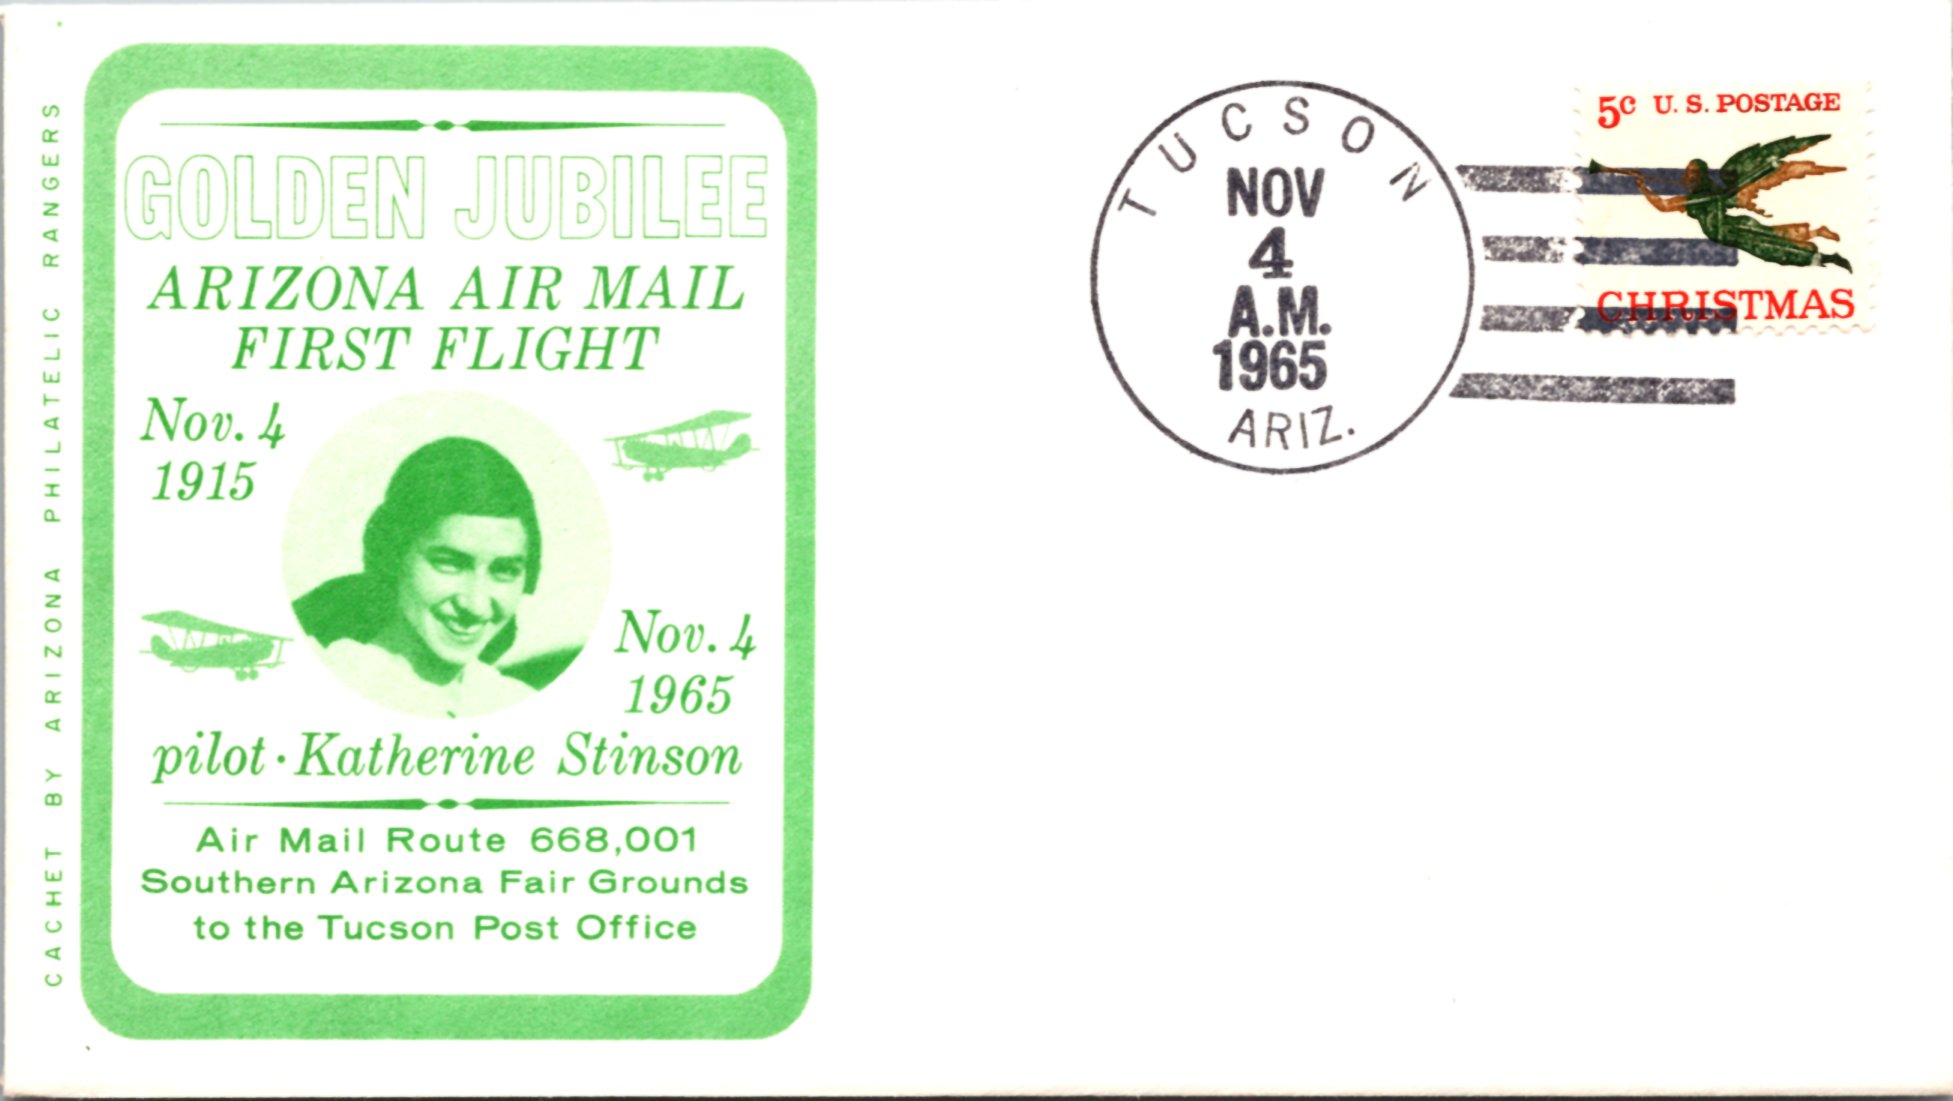 CACHET BY ARIZONA PHILATELIC RANGERS
GOLDEN JUBILEE
ARIZONA AIR MAIL
FIRST FLIGHT
Nov. 4
1915
Nov. 4
1965
pilot · Katherine Stinson
Air Mail Route 668,001
Southern Arizona Fair Grounds
to the Tucson Post Office
TUCSON
NOV
4
A.M.
1965
ARIZ.
5c U. S. POSTAGE
CHRISTMAS